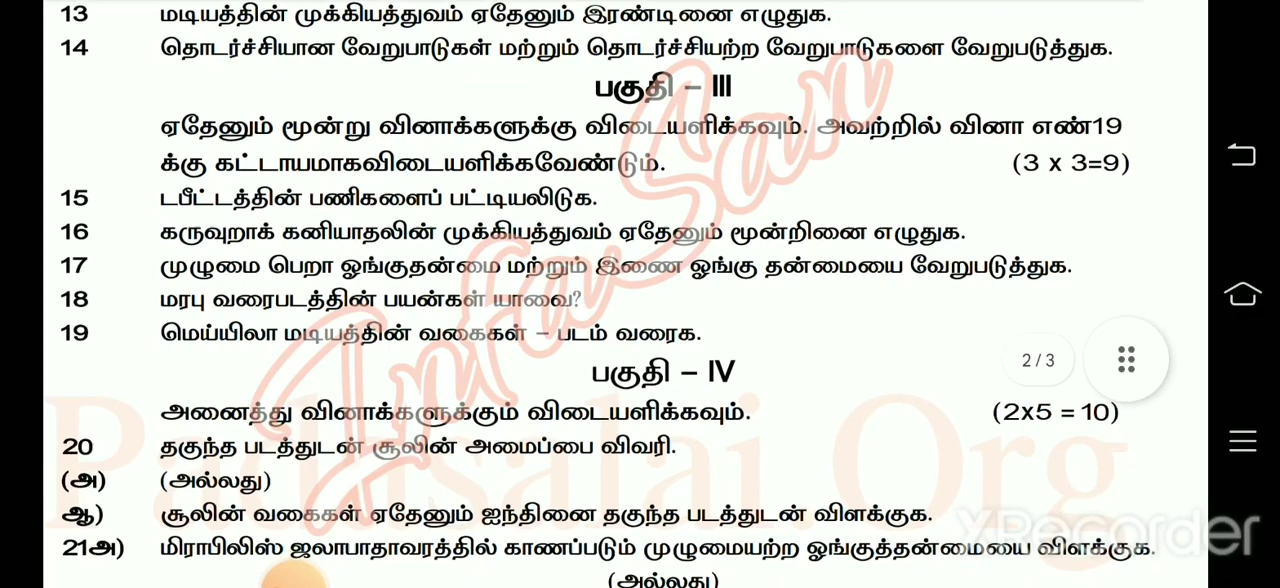 13 மடியத்தின் முக்கியத்துவம் ஏதேனும் இரண்டினை எழுதுக.
14 தொடர்ச்சியான வேறுபாடுகள் மற்றும் தொடர்ச்சியற்ற வேறுபாடுகளை வேறுபடுத்துக.
பகுதி – III
ஏதேனும் மூன்று வினாக்களுக்கு விடையளிக்கவும். அவற்றில் வினா எண்19
க்கு கட்டாயமாகவிடையளிக்கவேண்டும். (3 x 3=9)
15 டபீட்டத்தின் பணிகளைப் பட்டியலிடுக.
16 கருவுறாக் கனியாதலின் முக்கியத்துவம் ஏதேனும் மூன்றினை எழுதுக.
17 முழுமை பெறா ஓங்குதன்மை மற்றும் இணை ஓங்கு தன்மையை வேறுபடுத்துக.
18 மரபு வரைபடத்தின் பயன்கள் யாவை?
19 மெய்யிலா மடியத்தின் வகைகள் – படம் வரைக.
2/3
பகுதி – IV
அனைத்து வினாக்களுக்கும் விடையளிக்கவும். (2x5 = 10)
20 தகுந்த படத்துடன் சூலின் அமைப்பை விவரி.
(அ) (அல்லது)
ஆ) சூலின் வகைகள் ஏதேனும் ஐந்தினை தகுந்த படத்துடன் விளக்குக.
21அ) மிராபிலிஸ் ஜலாபாதாவரத்தில் காணப்படும் முழுமையற்ற ஓங்குத்தன்மையை விளக்குக.
(அல்லது)
Infa San
Padasalai.Org
XRecorder